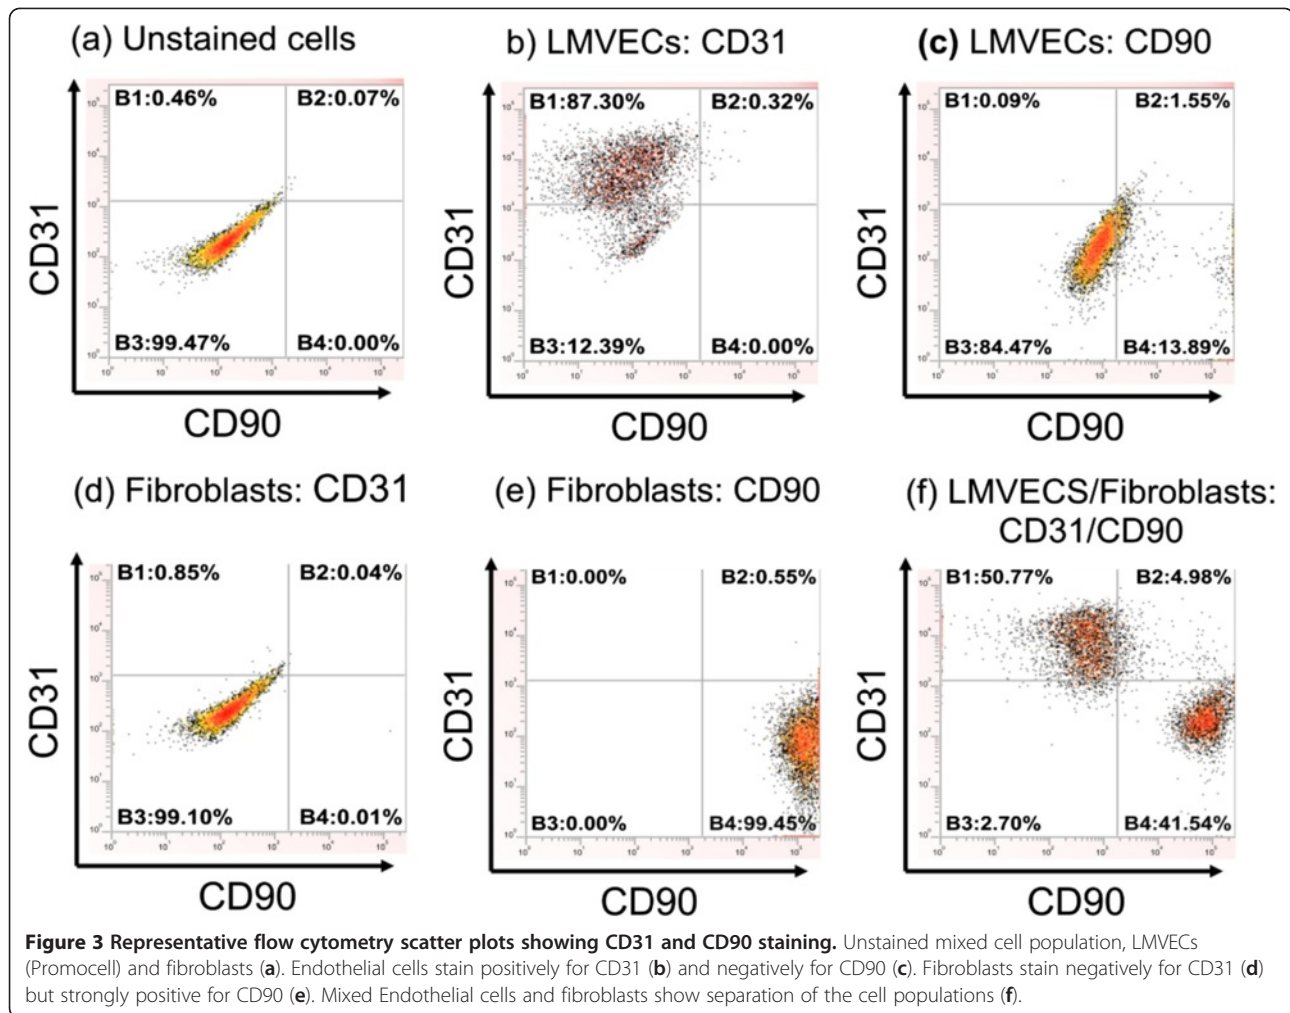 (a) Unstained cells
B1:0.46%
B2:0.07%
B3:99.47%
B4:0.00%
CD31
CD90
b) LMVECs: CD31
B1:87.30%
B2:0.32%
B3:12.39%
B4:0.00%
CD31
CD90
(c) LMVECs: CD90
B1:0.09%
B2:1.55%
B3:84.47%
B4:13.89%
CD31
CD90
(d) Fibroblasts: CD31
B1:0.85%
B2:0.04%
B3:99.10%
B4:0.01%
CD31
CD90
(e) Fibroblasts: CD90
B1:0.00%
B2:0.55%
B3:0.00%
B4:99.45%
CD31
CD90
(f) LMVECS/Fibroblasts:
CD31/CD90
B1:50.77%
B2:4.98%
B3:2.70%
B4:41.54%
CD31
CD90
Figure 3 Representative flow cytometry scatter plots showing CD31 and CD90 staining. Unstained mixed cell population, LMVECs
(Promocell) and fibroblasts (a). Endothelial cells stain positively for CD31 (b) and negatively for CD90 (c). Fibroblasts stain negatively for CD31 (d)
but strongly positive for CD90 (e). Mixed Endothelial cells and fibroblasts show separation of the cell populations (f).